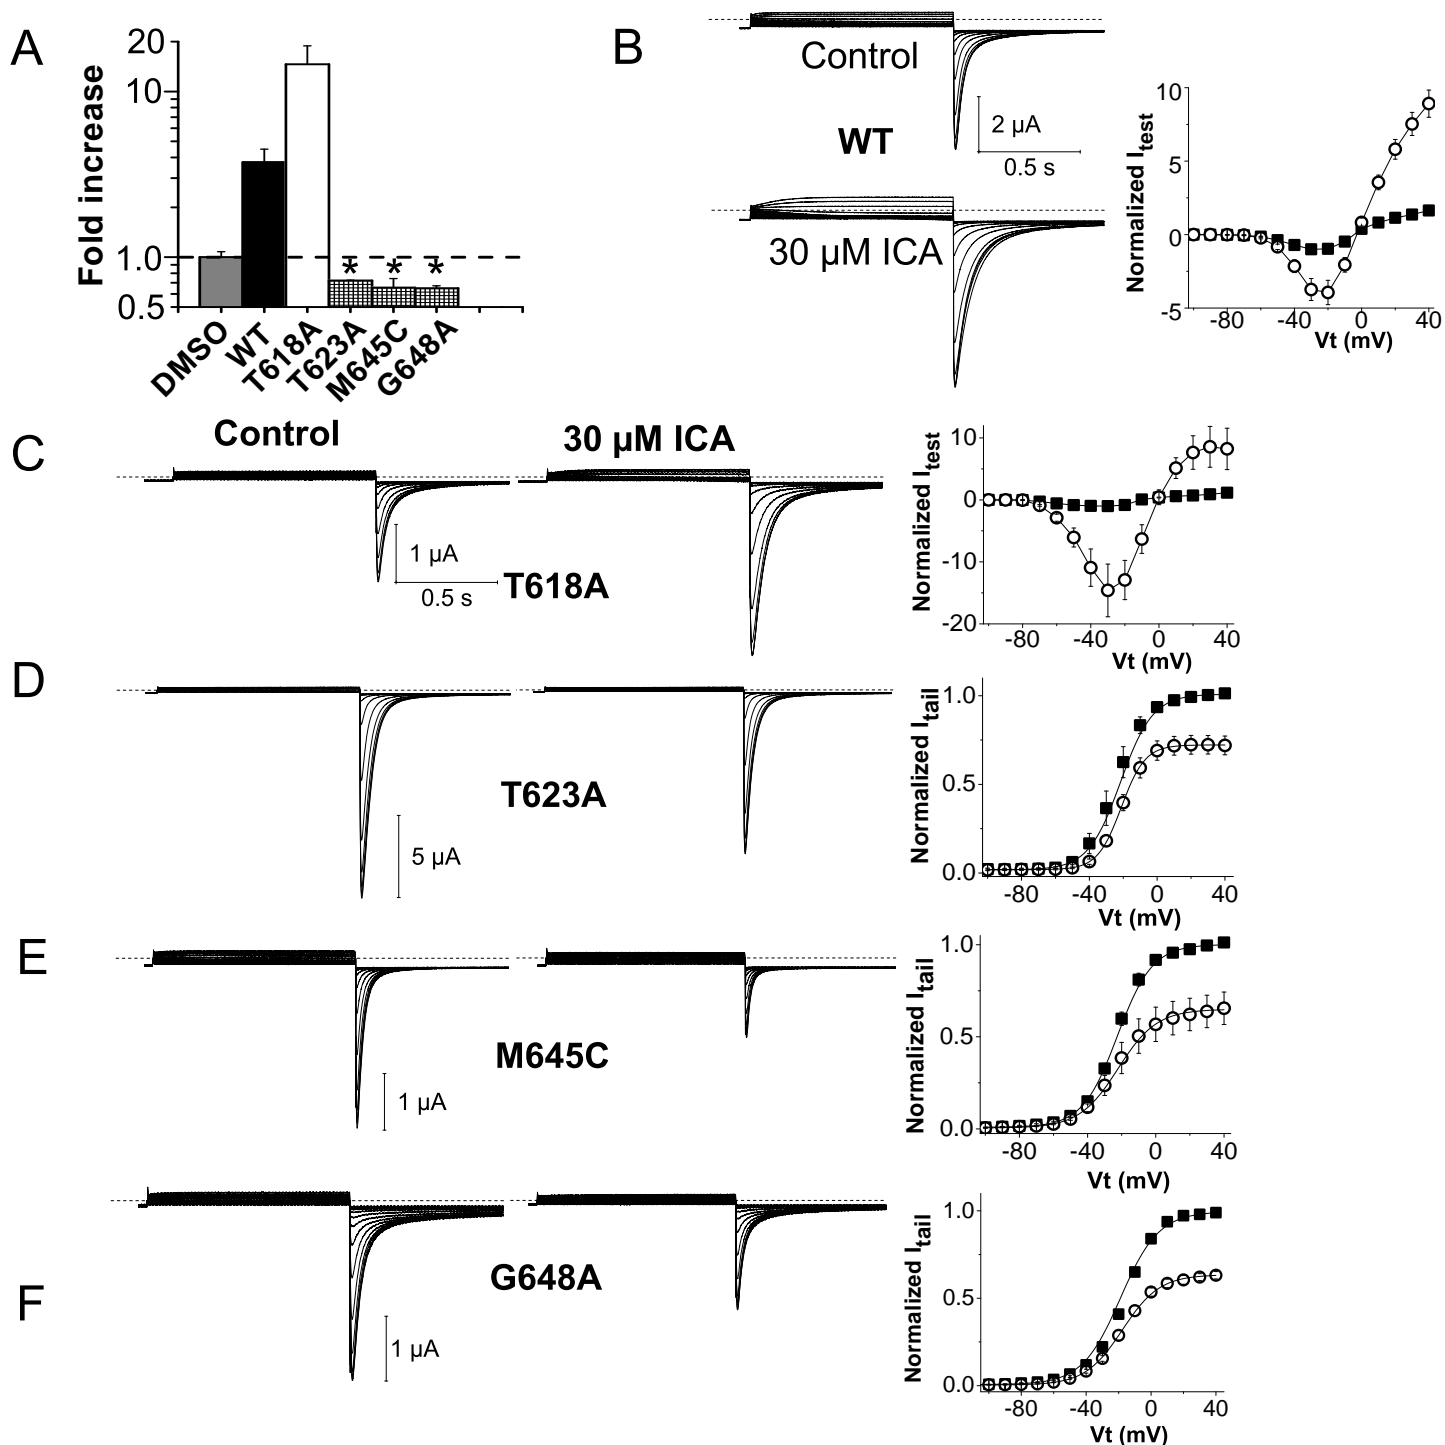 A
Fold increase
20
10
1.0
0.5
* * *
DMSO
WT
T618A
T623A
M645C
G648A
B
Control
WT
2 µA
0.5 s
30 µM ICA
Normalized Itest
10
5
0
-5
-80 -40 0 40
Vt (mV)
C
Control
30 µM ICA
1 µA
0.5 s
T618A
Normalized Itest
10
0
-10
-20
-80 -40 0 40
Vt (mV)
D
T623A
5 µA
Normalized Itail
1.0
0.5
0.0
-80 -40 0 40
Vt (mV)
E
M645C
1 µA
Normalized Itail
1.0
0.5
0.0
-80 -40 0 40
Vt (mV)
F
G648A
1 µA
Normalized Itail
1.0
0.5
0.0
-80 -40 0 40
Vt (mV)